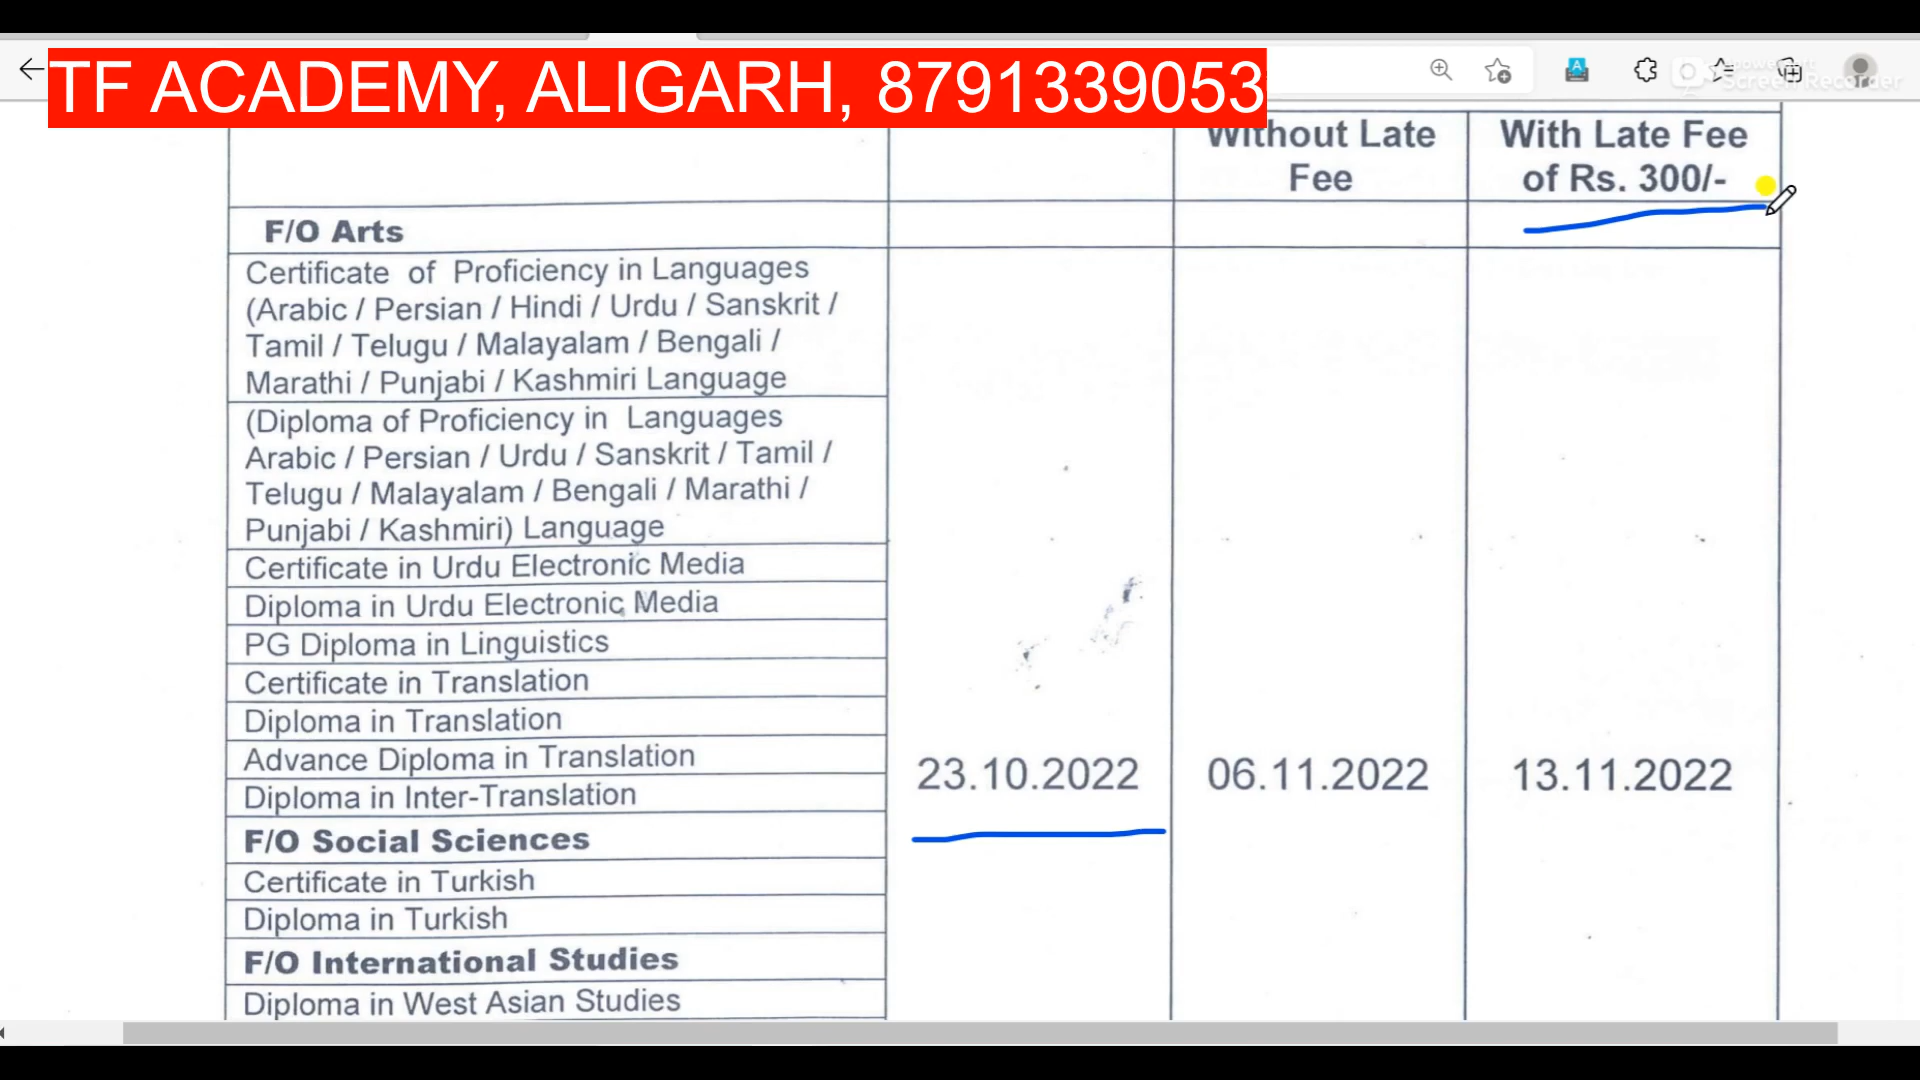 TF ACADEMY, ALIGARH, 8791339053
Without Late
Fee
With Late Fee
of Rs. 300/-
F/O Arts
Certificate of Proficiency in Languages
(Arabic / Persian / Hindi / Urdu / Sanskrit /
Tamil / Telugu / Malayalam / Bengali /
Marathi / Punjabi / Kashmiri Language
(Diploma of Proficiency in Languages
Arabic / Persian / Urdu / Sanskrit / Tamil /
Telugu / Malayalam / Bengali / Marathi /
Punjabi / Kashmiri) Language
Certificate in Urdu Electronic Media
Diploma in Urdu Electronic Media
PG Diploma in Linguistics
Certificate in Translation
Diploma in Translation
Advance Diploma in Translation
Diploma in Inter-Translation
23.10.2022
06.11.2022
13.11.2022
F/O Social Sciences
Certificate in Turkish
Diploma in Turkish
F/O International Studies
Diploma in West Asian Studies
Screen Recorder